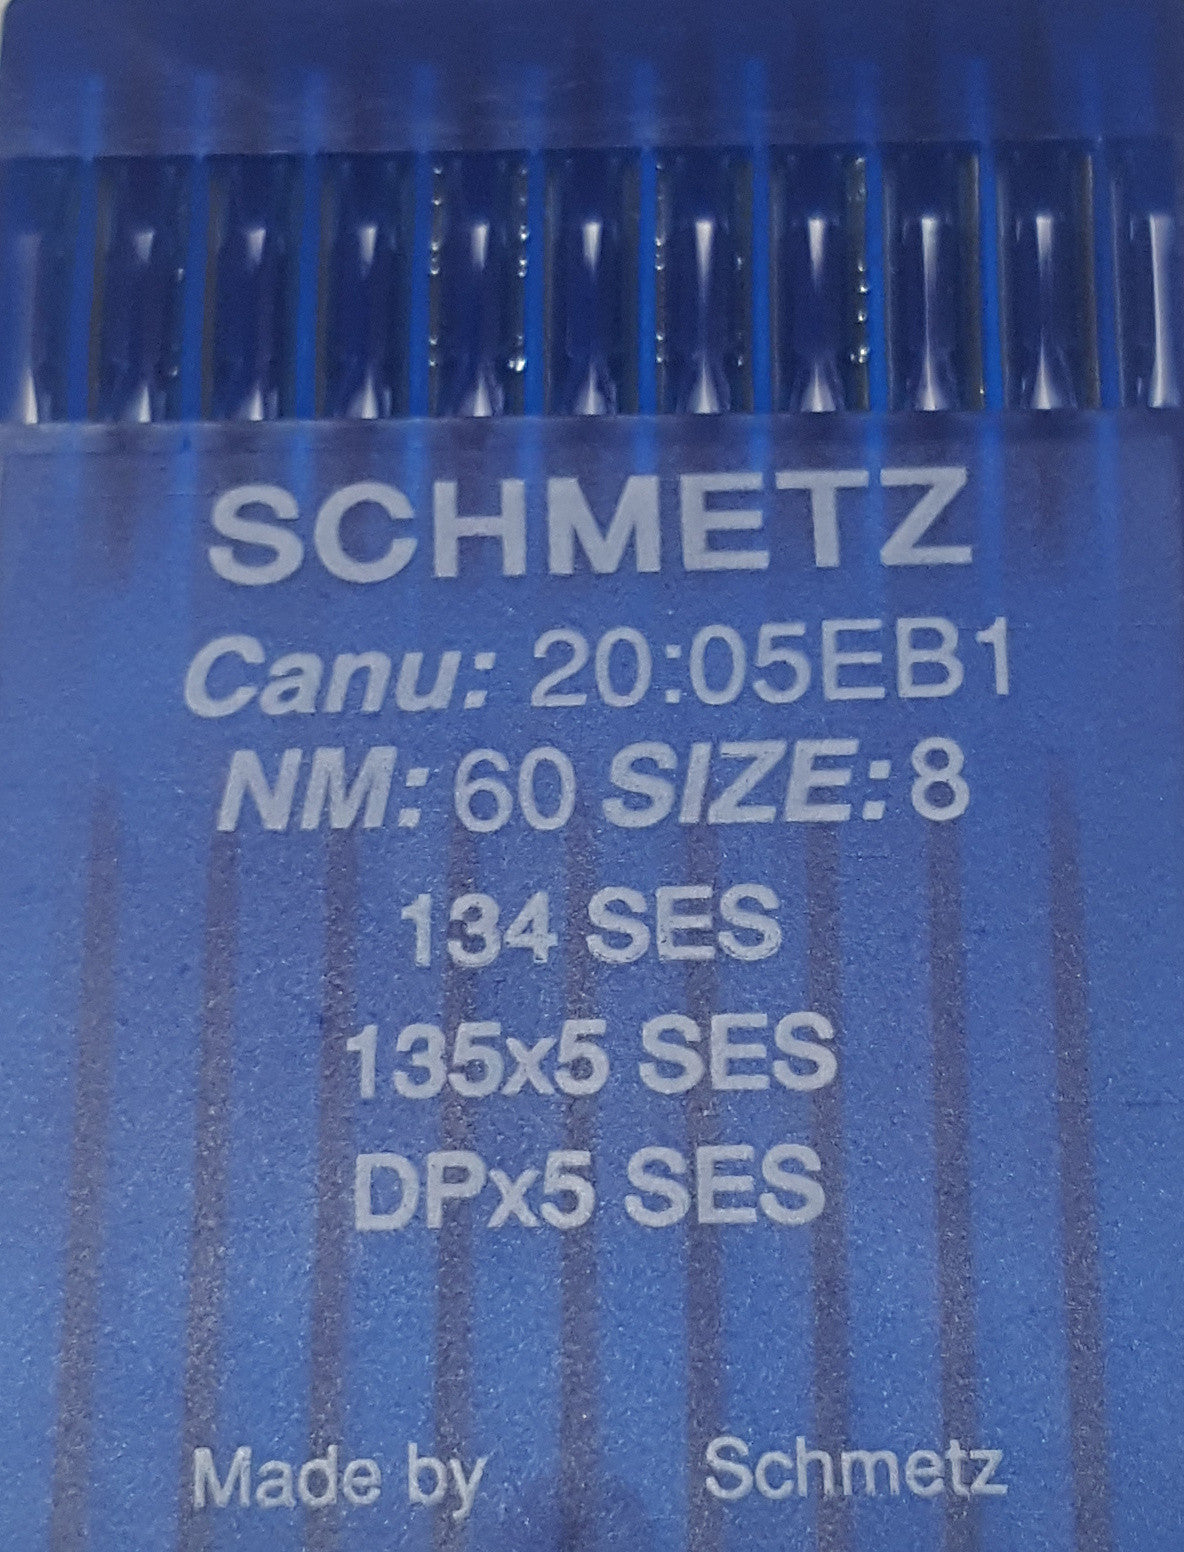 SCHMETZ
Canu: 20:05EB1
NM: 60 SIZE: 8
134 SES
135x5 SES
DPx5 SES
Made by Schmetz